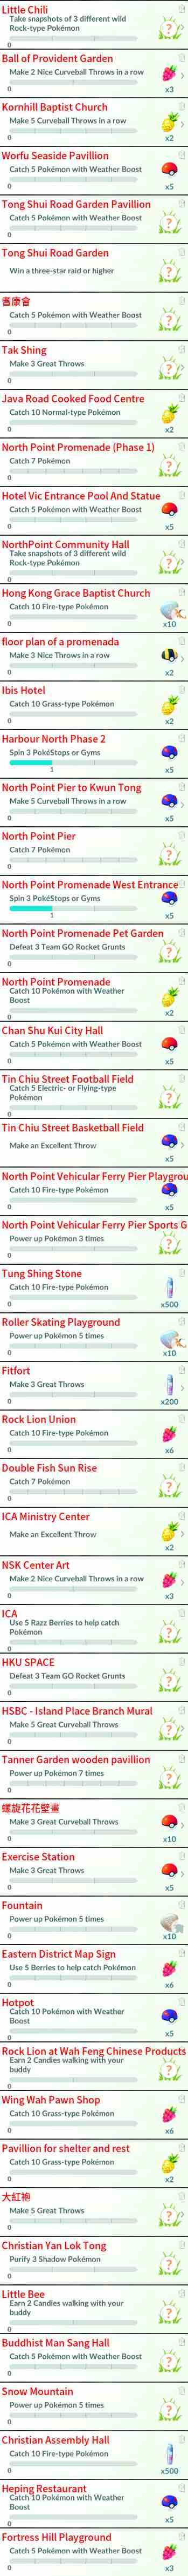 Little Chili
Take snapshots of 3 different wild
Rock-type Pokémon
0
Ball of Provident Garden
Make 2 Nice Curveball Throws in a row
0
x3
Kornhill Baptist Church
Make 5 Curveball Throws in a row
0
x2
Worfu Seaside Pavillion
Catch 5 Pokémon with Weather Boost
0
x5
Tong Shui Road Garden Pavillion
Catch 5 Pokémon with Weather Boost
0
Tong Shui Road Garden
Win a three-star raid or higher
耆康會
Catch 5 Pokémon with Weather Boost
0
Tak Shing
Make 3 Great Throws
0
Java Road Cooked Food Centre
Catch 10 Normal-type Pokémon
0
x2
North Point Promenade (Phase 1)
Catch 7 Pokémon
0
Hotel Vic Entrance Pool And Statue
Catch 5 Pokémon with Weather Boost
0
x5
NorthPoint Community Hall
Take snapshots of 3 different wild
Rock-type Pokémon
0
Hong Kong Grace Baptist Church
Catch 10 Fire-type Pokémon
0
x10
floor plan of a promenada
Make 3 Nice Throws in a row
0
x2
Ibis Hotel
Catch 10 Grass-type Pokémon
0
x2
Harbour North Phase 2
Spin 3 PokéStops or Gyms
1
x5
North Point Pier to Kwun Tong
Make 5 Curveball Throws in a row
0
x5
North Point Pier
Catch 7 Pokémon
0
North Point Promenade West Entrance
Spin 3 PokéStops or Gyms
1
x5
North Point Promenade Pet Garden
Defeat 3 Team GO Rocket Grunts
0
North Point Promenade
Catch 10 Pokémon with Weather
Boost
0
x2
Chan Shu Kui City Hall
Catch 5 Pokémon with Weather Boost
0
x5
Tin Chiu Street Football Field
Catch 5 Electric- or Flying-type
Pokémon
0
Tin Chiu Street Basketball Field
Make an Excellent Throw
x5
North Point Vehicular Ferry Pier Playgrou
Catch 10 Fire-type Pokémon
0
x5
North Point Vehicular Ferry Pier Sports G
Power up Pokémon 3 times
0
Tung Shing Stone
Catch 10 Fire-type Pokémon
0
x500
Roller Skating Playground
Power up Pokémon 5 times
0
x10
Fitfort
Make 3 Great Throws
0
x200
Rock Lion Union
Catch 10 Fire-type Pokémon
0
x6
Double Fish Sun Rise
Catch 7 Pokémon
0
ICA Ministry Center
Make an Excellent Throw
x2
NSK Center Art
Make 2 Nice Curveball Throws in a row
0
x3
ICA
Use 5 Razz Berries to help catch
Pokémon
0
HKU SPACE
Defeat 3 Team GO Rocket Grunts
0
HSBC - Island Place Branch Mural
Make 5 Great Curveball Throws
0
Tanner Garden wooden pavillion
Power up Pokémon 7 times
0
螺旋花花壁畫
Make 3 Great Curveball Throws
0
x10
Exercise Station
Make 3 Great Throws
0
x5
Fountain
Power up Pokémon 5 times
0
x10
Eastern District Map Sign
Use 5 Berries to help catch Pokémon
0
x6
Hotpot
Catch 10 Pokémon with Weather
Boost
0
x5
Rock Lion at Wah Feng Chinese Products
Earn 2 Candies walking with your
buddy
0
Wing Wah Pawn Shop
Catch 10 Grass-type Pokémon
0
x6
Pavillion for shelter and rest
Catch 10 Grass-type Pokémon
0
x2
大紅袍
Make 5 Great Throws
0
Christian Yan Lok Tong
Purify 3 Shadow Pokémon
0
Little Bee
Earn 2 Candies walking with your
buddy
0
Buddhist Man Sang Hall
Catch 5 Pokémon with Weather Boost
0
Snow Mountain
Power up Pokémon 5 times
0
Christian Assembly Hall
Catch 10 Fire-type Pokémon
0
x500
Heping Restaurant
Catch 10 Pokémon with Weather
Boost
0
x5
Fortress Hill Playground
Catch 5 Pokémon with Weather Boost
0
x3